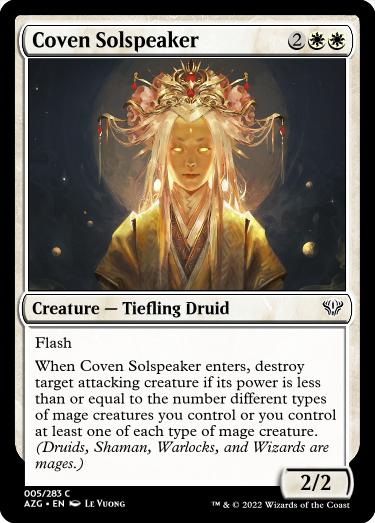 Coven Solspeaker 2
Creature — Tiefling Druid
Flash
When Coven Solspeaker enters, destroy
target attacking creature if its power is less
than or equal to the number different types
of mage creatures you control or you control
at least one of each type of mage creature.
(Druids, Shaman, Warlocks, and Wizards are
mages.)
2/2
005/283 C
AZG • EN Le Vuong
™ & © 2022 Wizards of the Coast